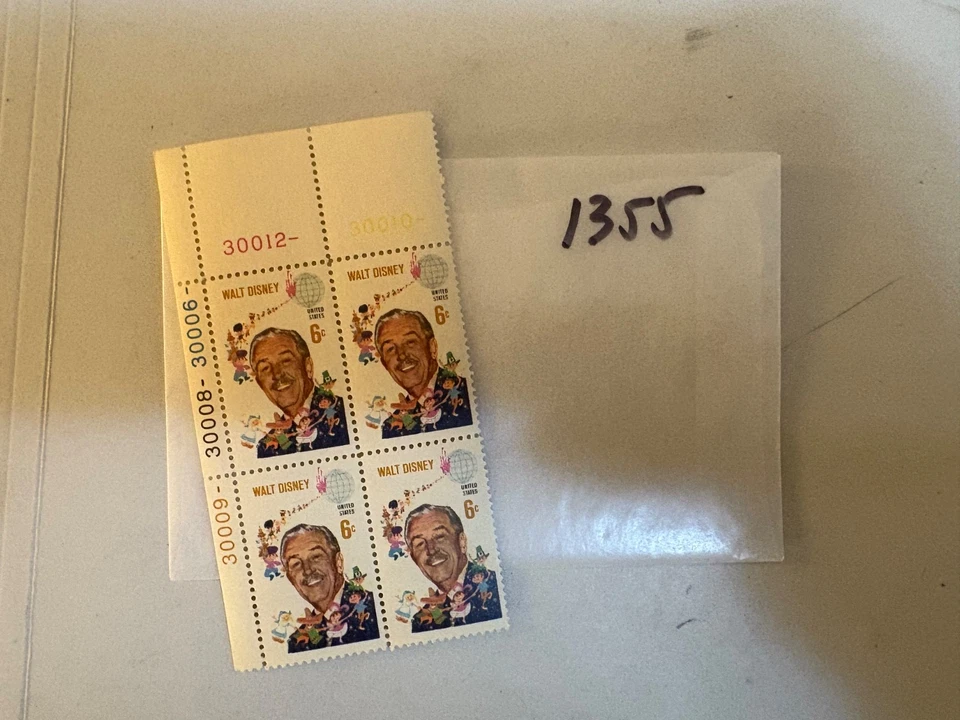 1355
30012-
30010-
30009- 30008- 30006-
WALT DISNEY
UNITED
STATES
6c
WALT DISNEY
UNITED
STATES
6c
WALT DISNEY
UNITED
STATES
6c
WALT DISNEY
UNITED
STATES
6c